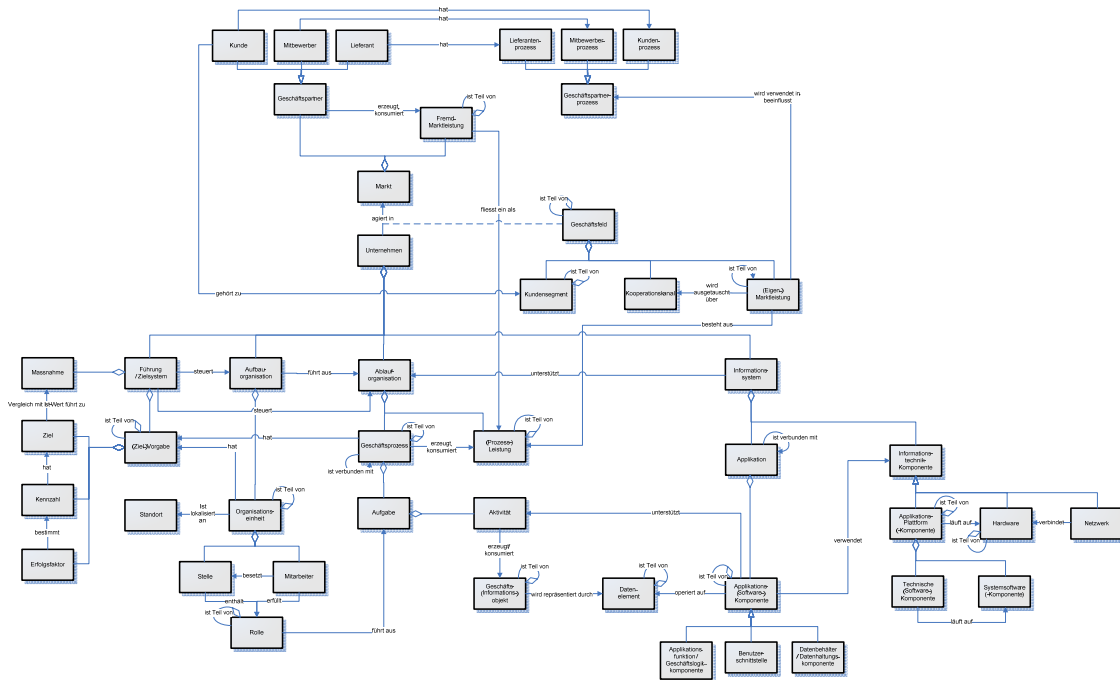 hat
hat
Kunde
Mitbewerber
Lieferant
hat
Lieferanten-
prozess
Mitbewerber-
prozess
Kunden-
prozess
Geschäftspartner
erzeugt,
konsumiert
ist Teil von
Fremd-
Marktleistung
Geschäftspartner-
prozess
wird verwendet in-
beeinflusst
Markt
agiert in
fliesst ein als
ist Teil von
Geschäftsfeld
Unternehmen
gehört zu
ist Teil von
Kundensegment
Kooperationskanal
wird
ausgetauscht
über
ist Teil von
(Eigen-)
Marktleistung
besteht aus
Massnahme
Führung
/ Zielsystem
steuert
Aufbau-
organisation
führt aus
Ablauf-
organisation
unterstützt
Informations-
system
Vergleich mit Ist-Wert führt zu
steuert
Ziel
ist Teil von
(Ziel-)Vorgabe
hat
hat
ist Teil von
Geschäftsprozess
ist verbunden mit
erzeugt,
konsumiert
ist Teil von
(Prozess-)
Leistung
ist verbunden mit
Applikation
Informations-
technik-
Komponente
hat
Kennzahl
bestimmt
Erfolgsfaktor
Standort
Ist
lokalisiert
an
ist Teil von
Organisations-
einheit
Aufgabe
Aktivität
unterstützt
verwendet
ist Teil von
Applikations-
Plattform
(-Komponente)
läuft auf
Hardware
ist Teil von
verbindet
Netzwerk
Stelle
besetzt
Mitarbeiter
enthält
erfüllt
ist Teil von
Rolle
führt aus
erzeugt/
konsumiert
ist Teil von
Geschäfts-
(Informations-)
objekt
wird repräsentiert durch
ist Teil von
Daten-
element
operiert auf
ist Teil von
Applikations-
(Software-)
Komponente
Technische
(Software-)
Komponente
Systemsoftware
(-Komponente)
läuft auf
Applikations-
funktion /
Geschäftslogik-
komponente
Benutzer-
schnittstelle
Datenbehälter
/ Datenhaltungs-
komponente